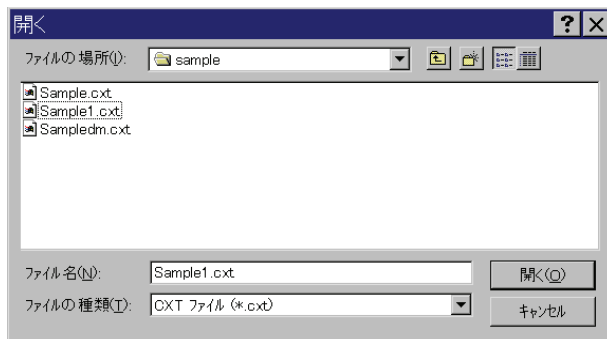 開く
ファイルの場所(I): sample
Sample.cxt
Sample1.cxt
Sampledm.cxt
ファイル名(N): Sample1.cxt 開く(O)
ファイルの種類(T): CXT ファイル (*.cxt) キャンセル